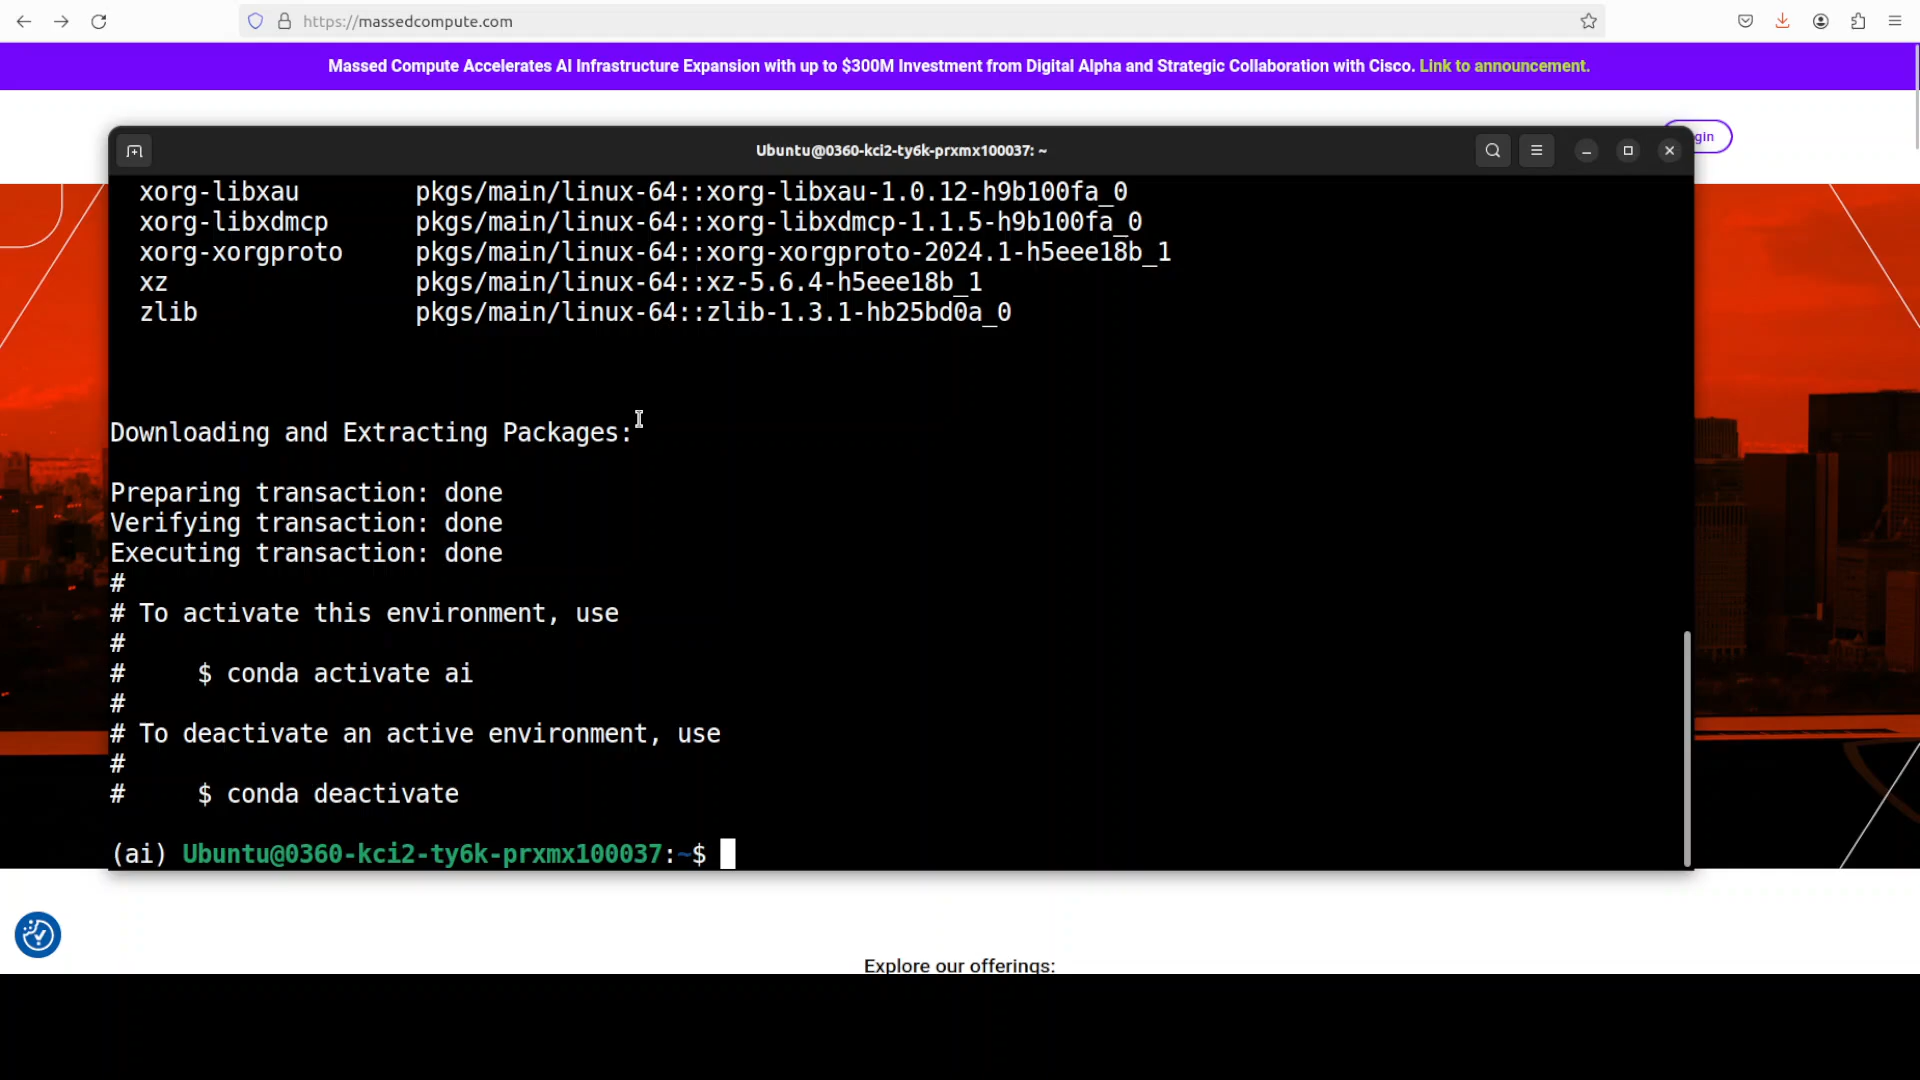 https://massedcompute.com
Massed Compute Accelerates AI Infrastructure Expansion with up to $300M Investment from Digital Alpha and Strategic Collaboration with Cisco. Link to announcement.
Ubuntu@0360-kci2-ty6k-prxmx100037: ~
xorg-libxau pkgs/main/linux-64::xorg-libxau-1.0.12-h9b100fa_0
xorg-libxdmcp pkgs/main/linux-64::xorg-libxdmcp-1.1.5-h9b100fa_0
xorg-xorgproto pkgs/main/linux-64::xorg-xorgproto-2024.1-h5eee18b_1
xz pkgs/main/linux-64::xz-5.6.4-h5eee18b_1
zlib pkgs/main/linux-64::zlib-1.3.1-hb25bd0a_0
Downloading and Extracting Packages:
Preparing transaction: done
Verifying transaction: done
Executing transaction: done
#
# To activate this environment, use
#
# $ conda activate ai
#
# To deactivate an active environment, use
#
# $ conda deactivate
(ai) Ubuntu@0360-kci2-ty6k-prxmx100037:~$
Explore our offerings: